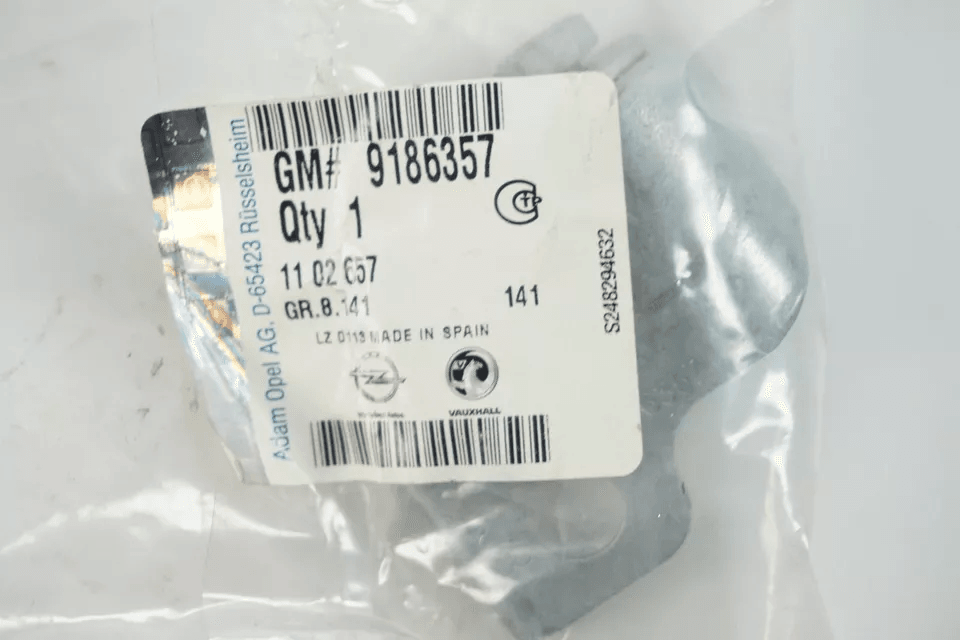 GM# 9186357
Qty 1
11 02 657
GR.8.141
141
LZ 0113 MADE IN SPAIN
VAUXHALL
Adam Opel AG. D-65423 Rüsselsheim
S248294632